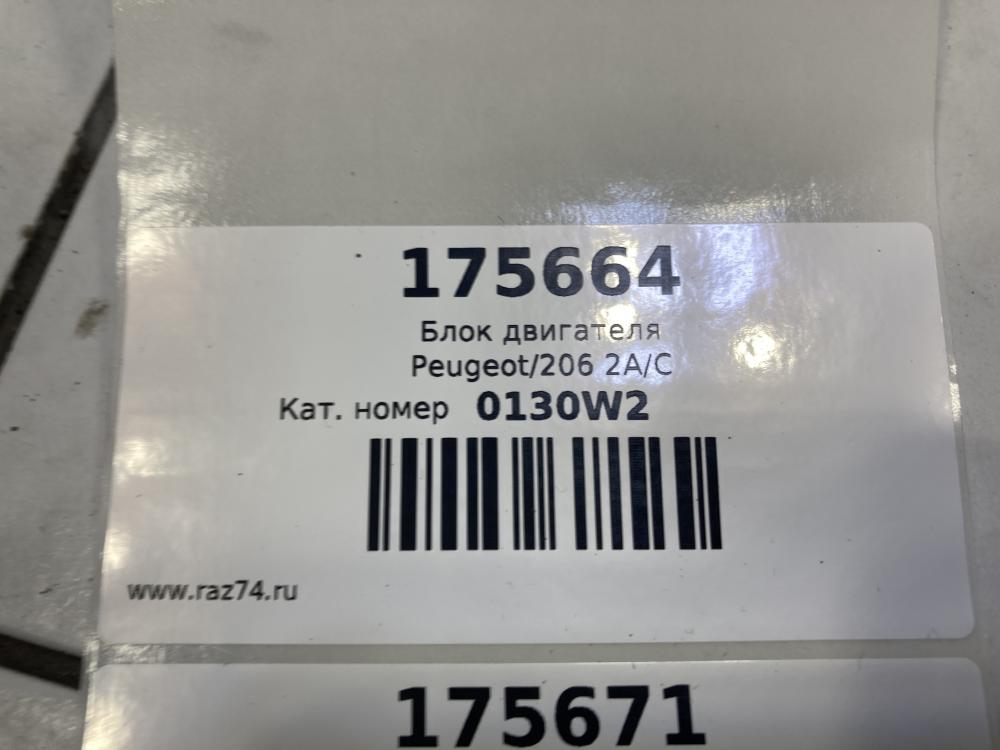 175664
Блок двигателя
Peugeot/206 2A/C
Кат. номер 0130W2
www.raz74.ru
175671